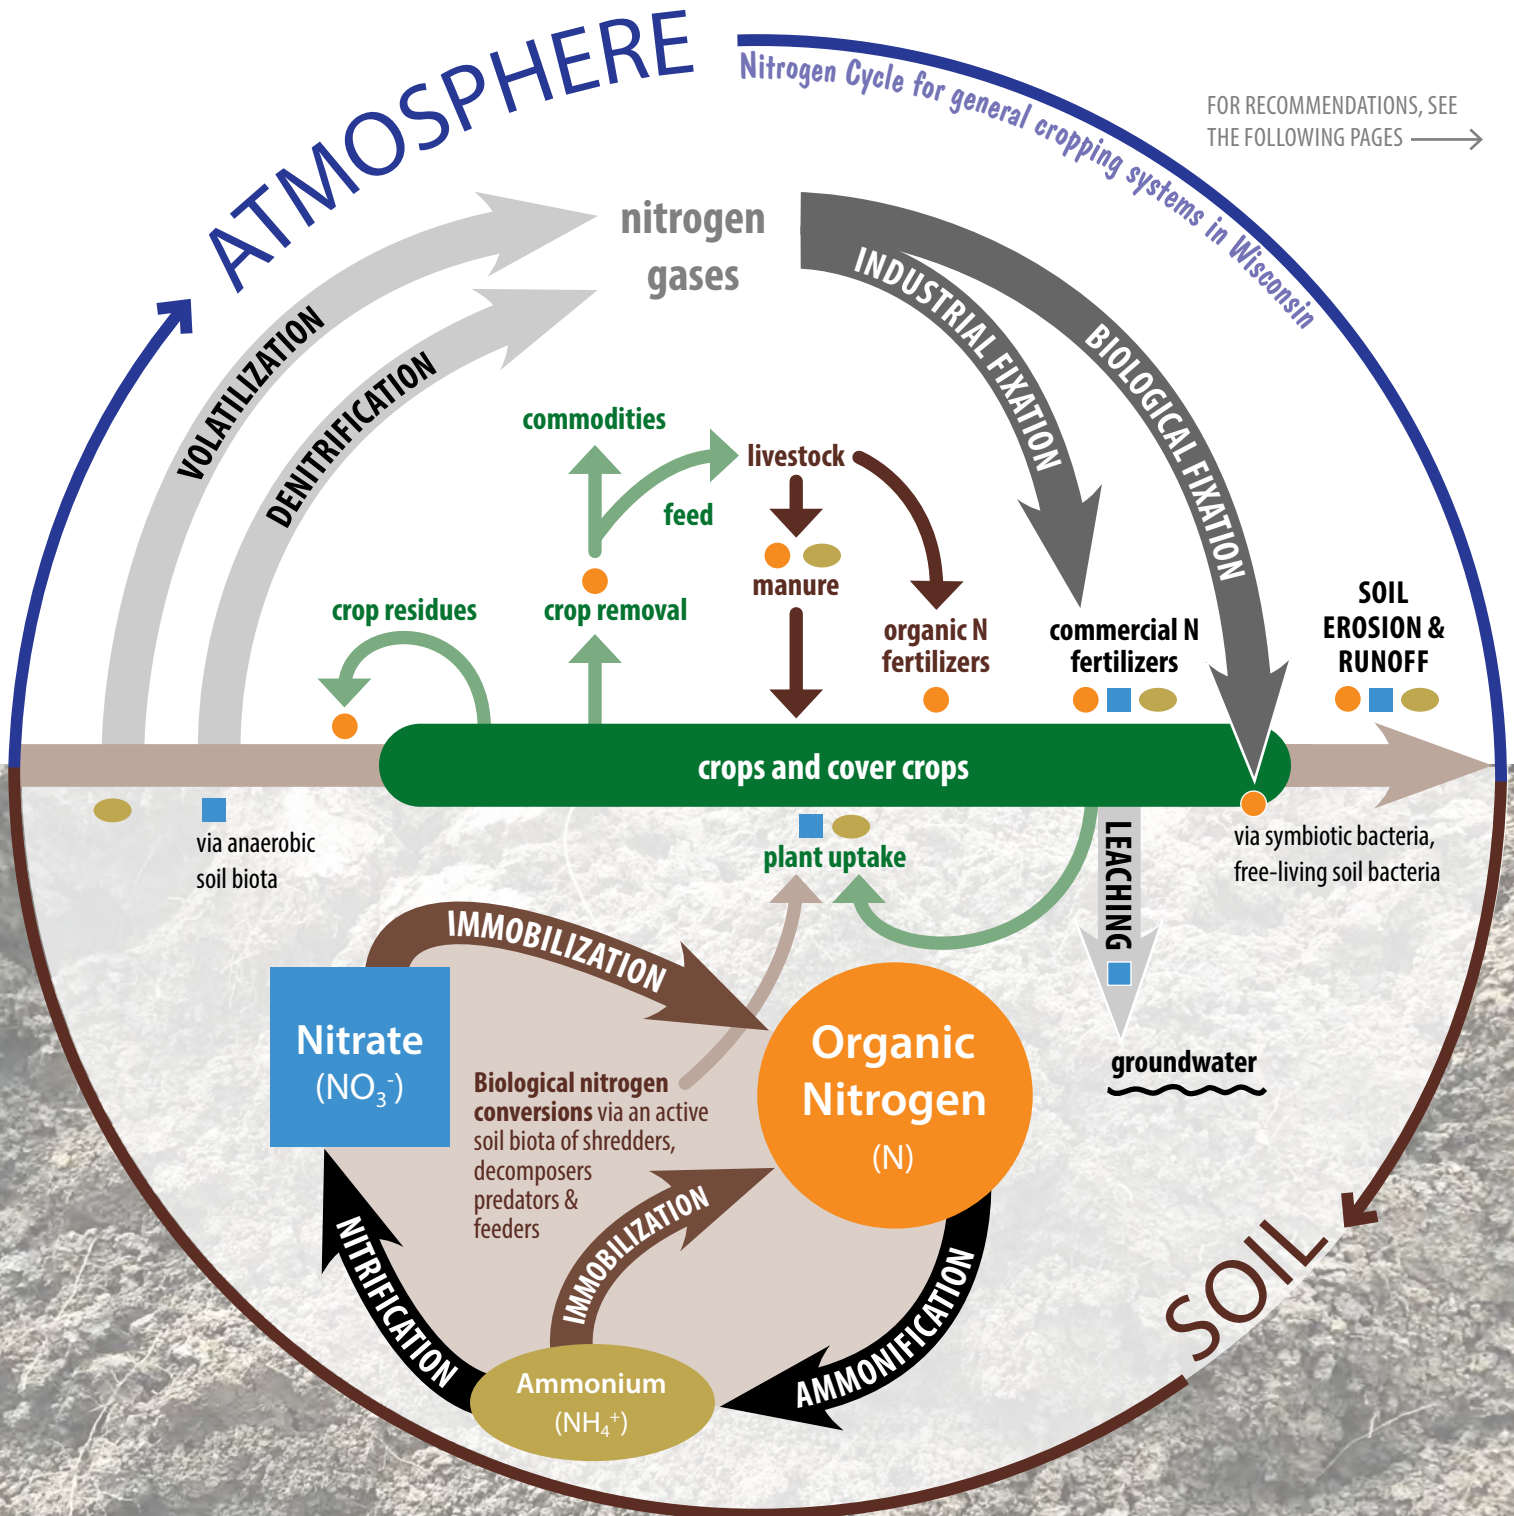 ATMOSPHERE
Nitrogen Cycle for general cropping systems in Wisconsin
FOR RECOMMENDATIONS, SEE
THE FOLLOWING PAGES
nitrogen
gases
VOLATILIZATION
DENITRIFICATION
INDUSTRIAL FIXATION
BIOLOGICAL FIXATION
commodities
feed
livestock
manure
crop residues
crop removal
organic N
fertilizers
commercial N
fertilizers
SOIL
EROSION &
RUNOFF
crops and cover crops
via anaerobic
soil biota
plant uptake
LEACHING
via symbiotic bacteria,
free-living soil bacteria
IMMOBILIZATION
Nitrate
(NO₃⁻)
Organic
Nitrogen
(N)
groundwater
Biological nitrogen
conversions via an active
soil biota of shredders,
decomposers
predators &
feeders
IMMOBILIZATION
NITRIFICATION
AMMONIFICATION
Ammonium
(NH₄⁺)
SOIL